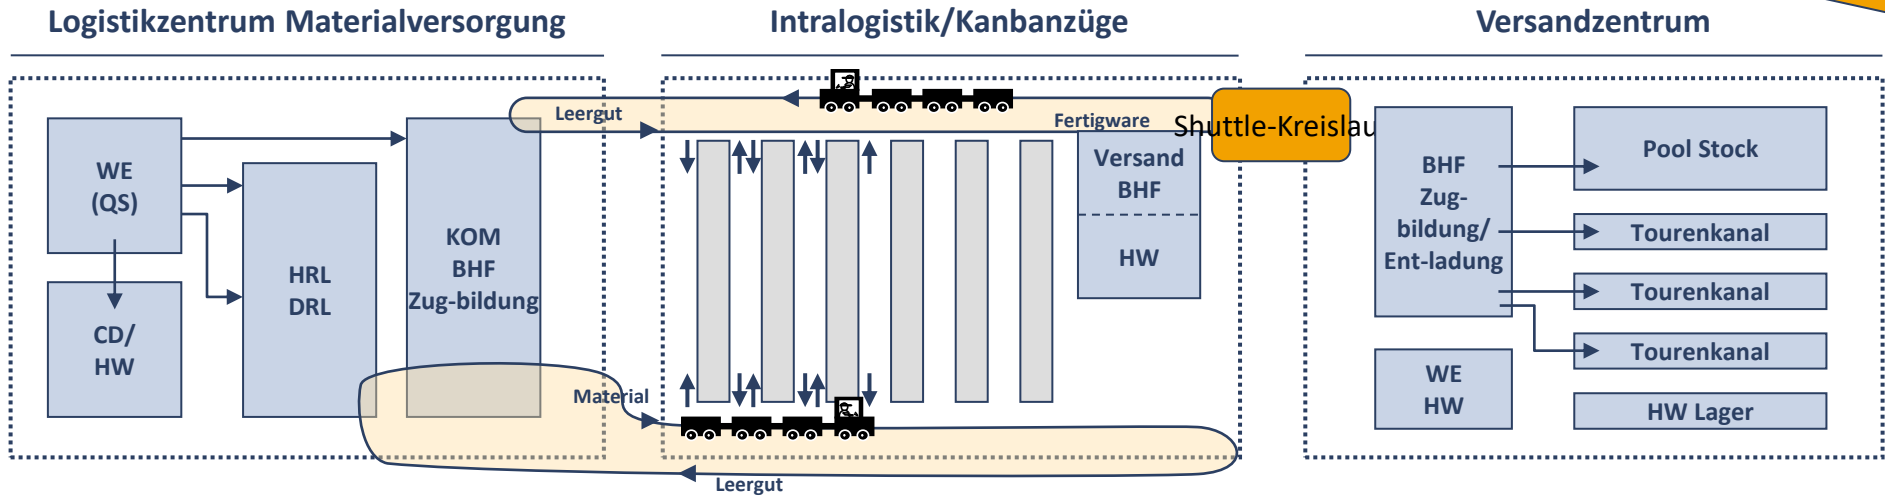 Logistikzentrum Materialversorgung
Intralogistik/Kanbanzüge
Versandzentrum
WE
(QS)
CD/
HW
HRL
DRL
KOM
BHF
Zug-bildung
Leergut
Material
Leergut
Fertigware
Versand
BHF
HW
Shuttle-Kreislau
BHF
Zug-
bildung/
Ent-ladung
WE
HW
Pool Stock
Tourenkanal
Tourenkanal
Tourenkanal
HW Lager